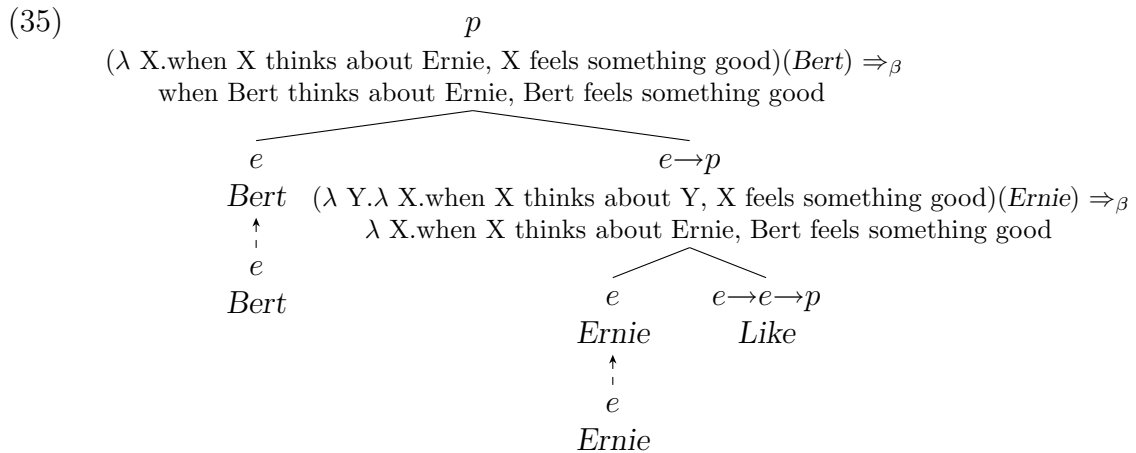 (35)
p
(λ X.when X thinks about Ernie, X feels something good)(Bert) ⇒β
when Bert thinks about Ernie, Bert feels something good
e e→p
Bert (λ Y.λ X.when X thinks about Y, X feels something good)(Ernie) ⇒β
λ X.when X thinks about Ernie, Bert feels something good
e
Bert
e e→e→p
Ernie Like
e
Ernie